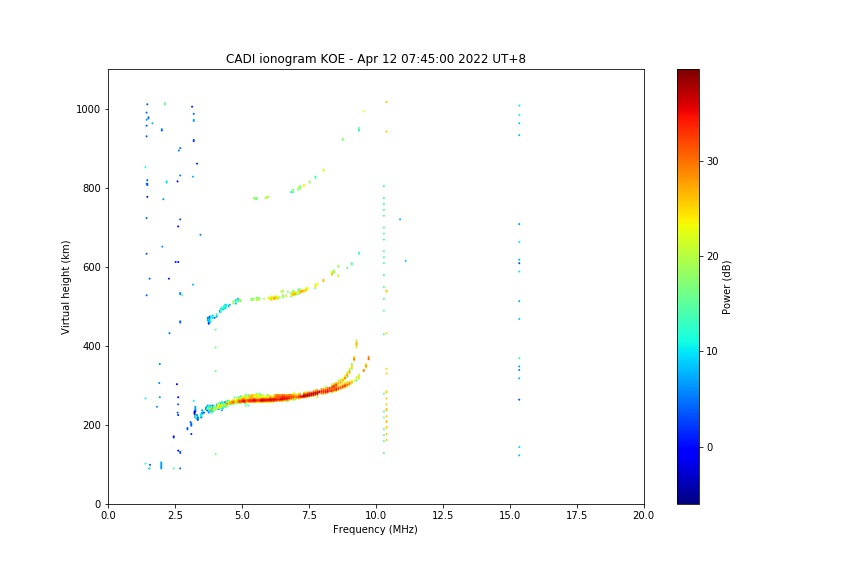 CADI ionogram KOE - Apr 12 07:45:00 2022 UT+8
1000
800
600
400
200
0
Virtual height (km)
0.0 2.5 5.0 7.5 10.0 12.5 15.0 17.5 20.0
Frequency (MHz)
30
20
10
0
Power (dB)